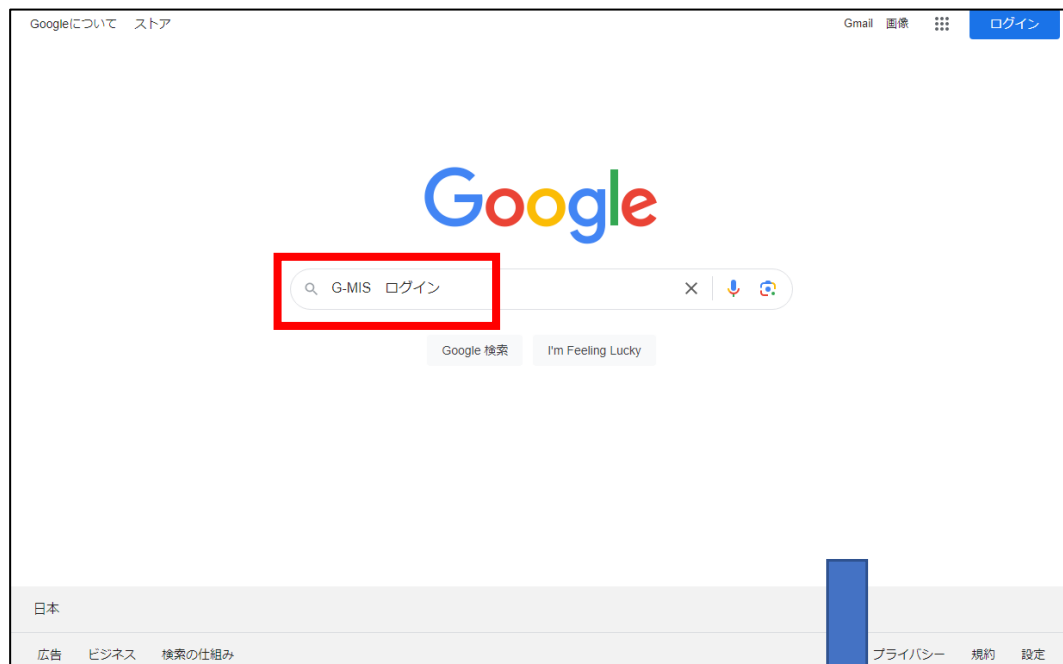 Googleについて ストア Gmail 画像 ログイン
Google
G-MIS　ログイン
Google 検索 I'm Feeling Lucky
日本
広告 ビジネス 検索の仕組み プライバシー 規約 設定